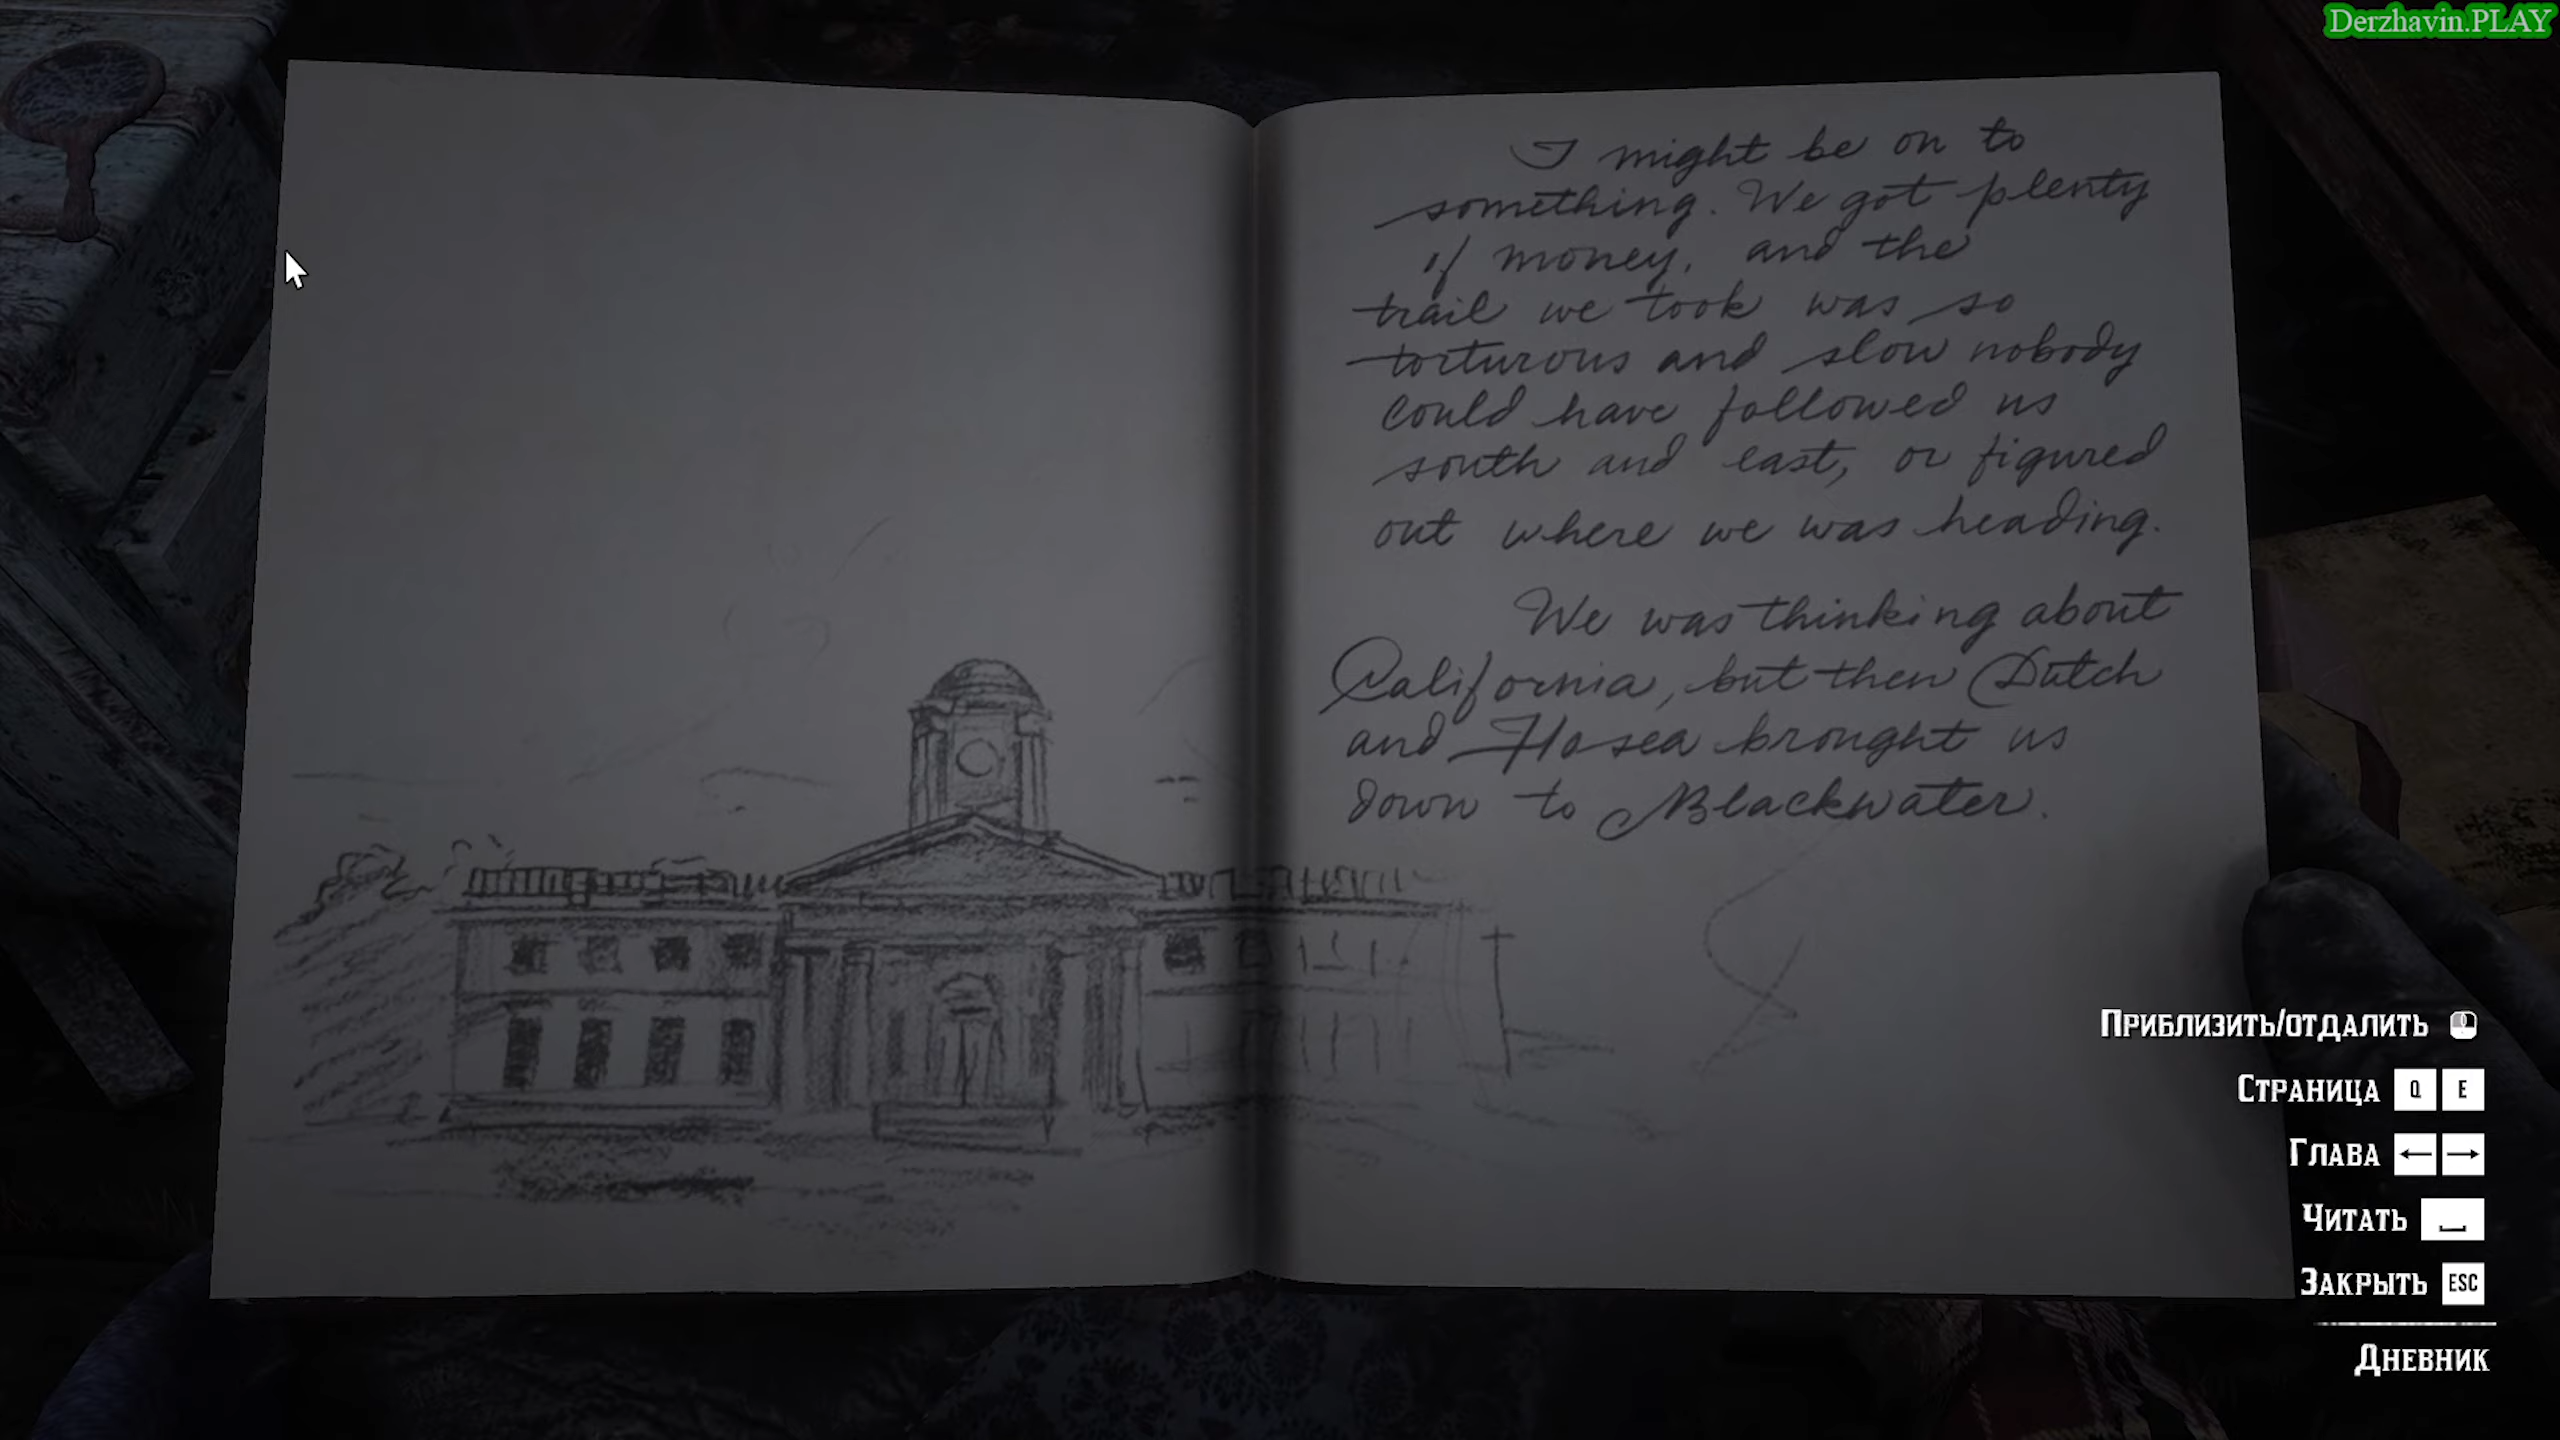 Derzhavin.PLAY
I might be on to
something. We got plenty
of money, and the
trail we took was so
torturous and slow nobody
could have followed us
south and east, or figured
out where we was heading.
We was thinking about
California, but then Dutch
and Hosea brought us
down to Blackwater.
Приблизить/отдалить
Страница Q E
Глава ← →
Читать
Закрыть ESC
Дневник